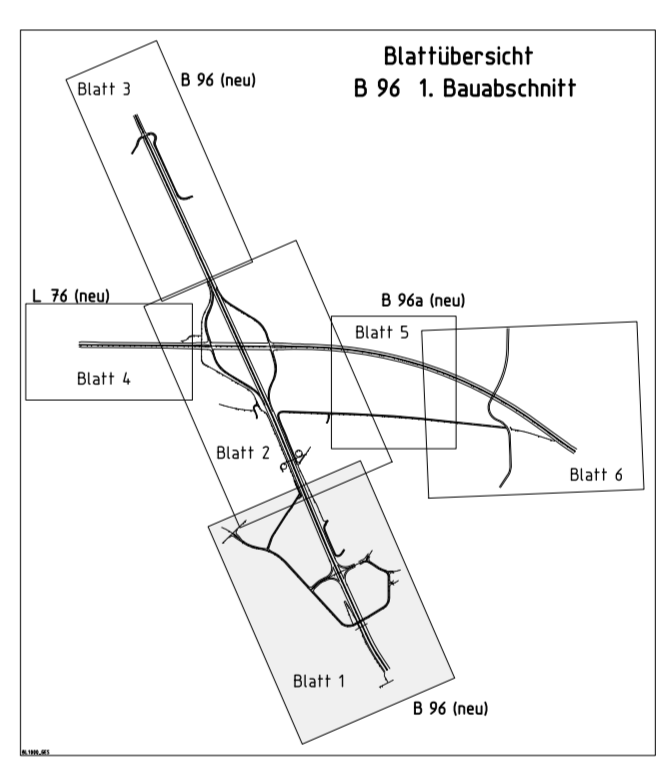 Blattübersicht
B 96 1. Bauabschnitt
Blatt 3
B 96 (neu)
L 76 (neu)
B 96a (neu)
Blatt 5
Blatt 4
Blatt 2
Blatt 6
Blatt 1
B 96 (neu)